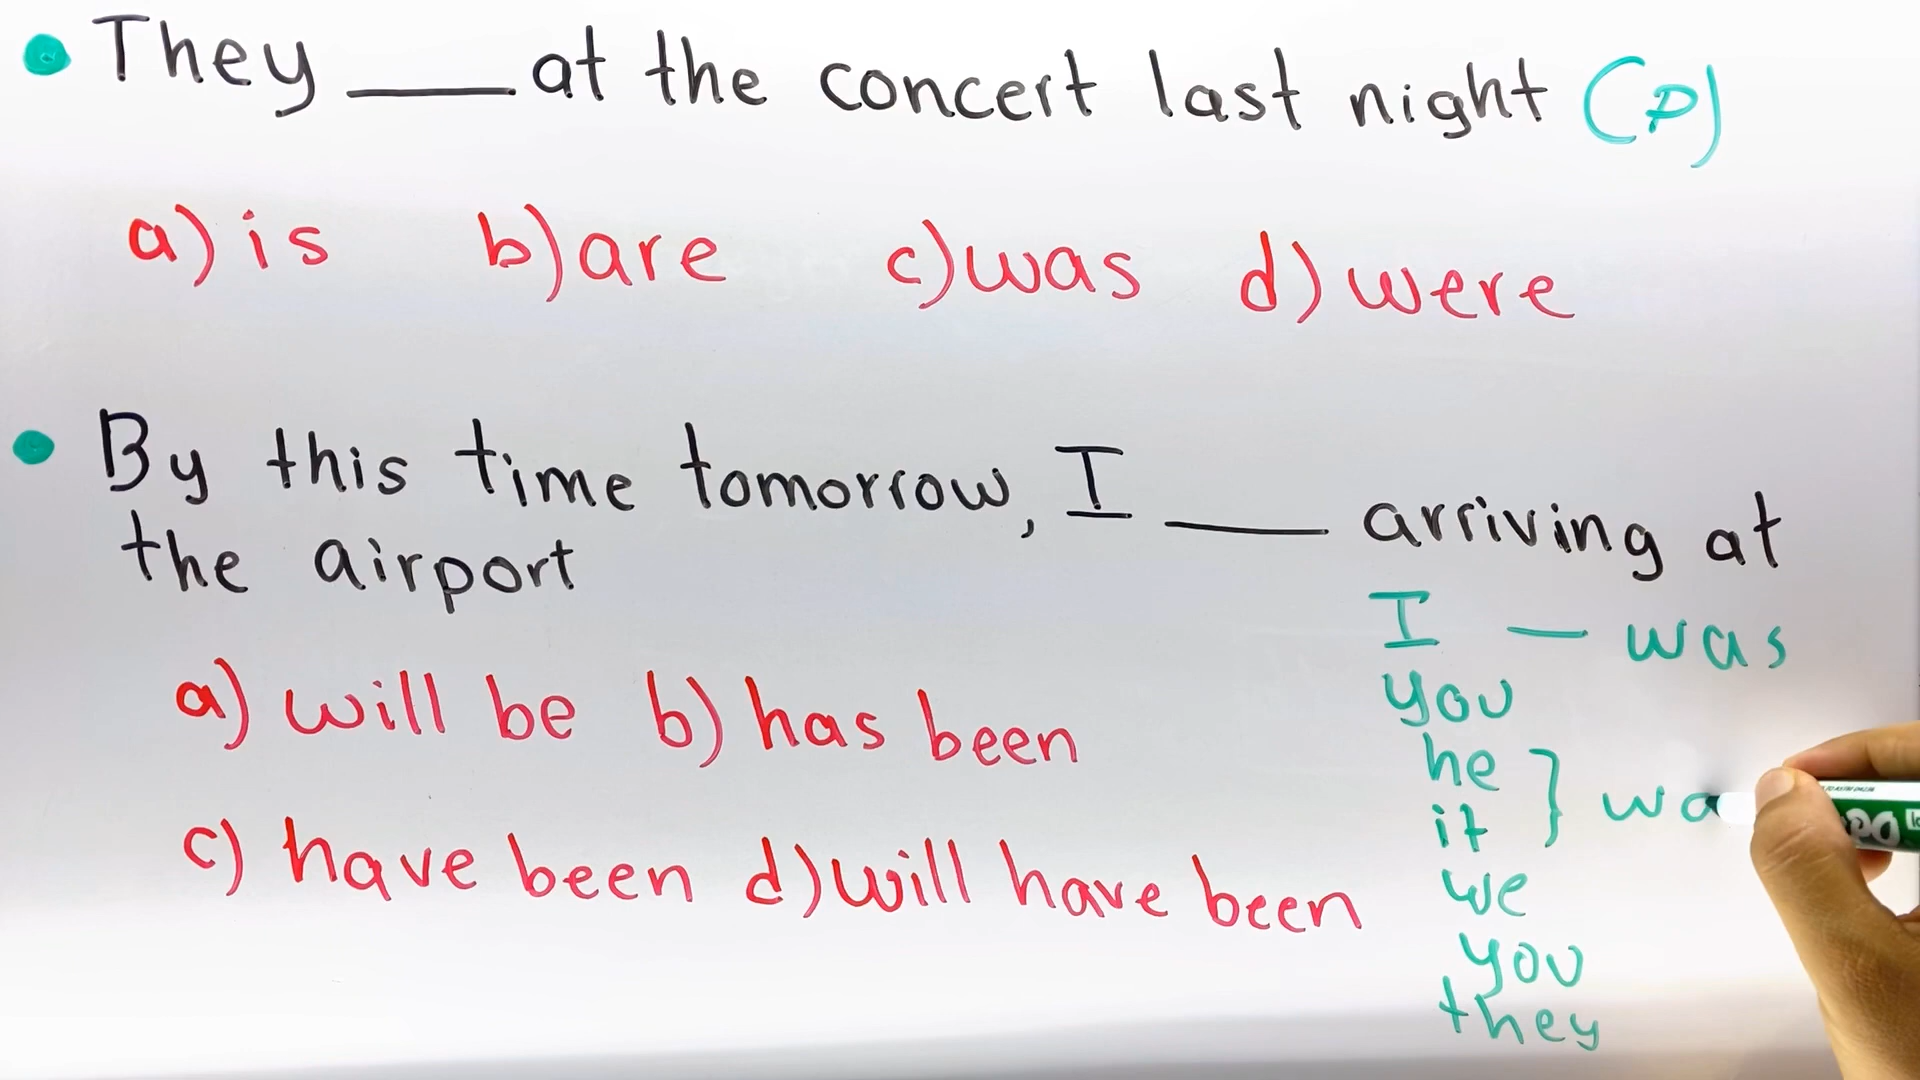 They ____ at the concert last night (P)
a) is b) are c) was d) were
By this time tomorrow, I ____ arriving at
the airport
a) will be b) has been
c) have been d) will have been
I — was
you
he
it } wa
we
you
they